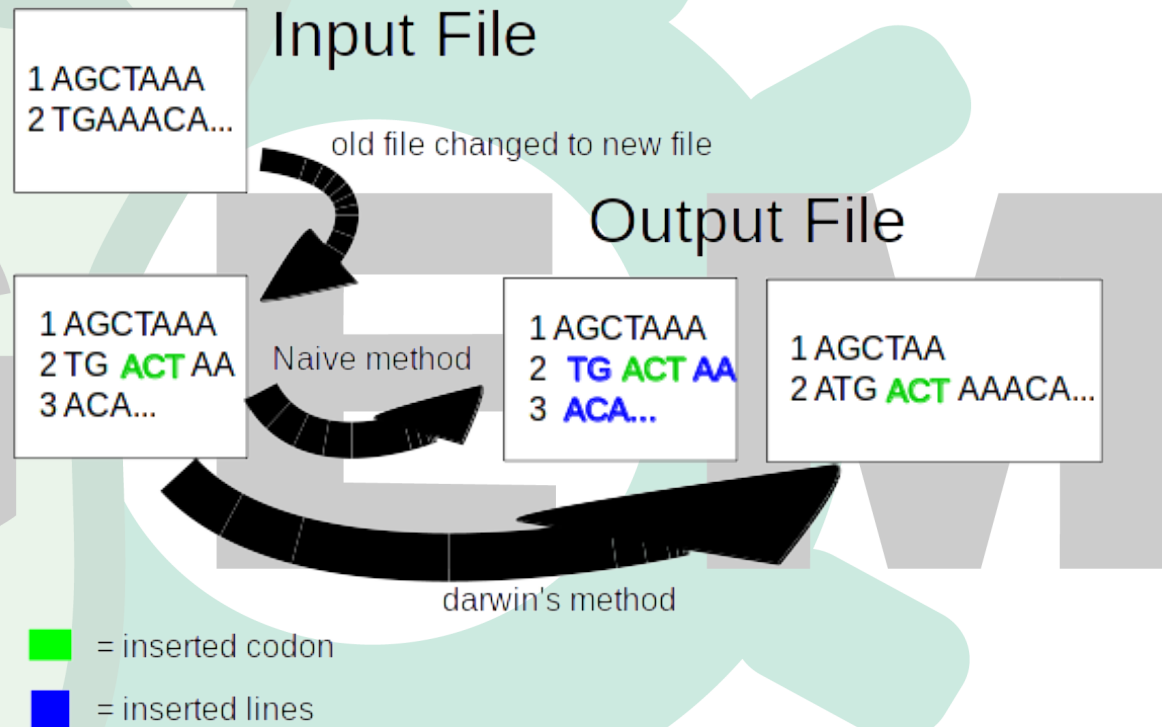 Input File
1 AGCTAAA
2 TGAAACA...
old file changed to new file
Output File
1 AGCTAAA
2 TG ACT AA
3 ACA...
Naive method
1 AGCTAAA
2 TG ACT AA
3 ACA...
1 AGCTAA
2 ATG ACT AAACA...
darwin's method
= inserted codon
= inserted lines